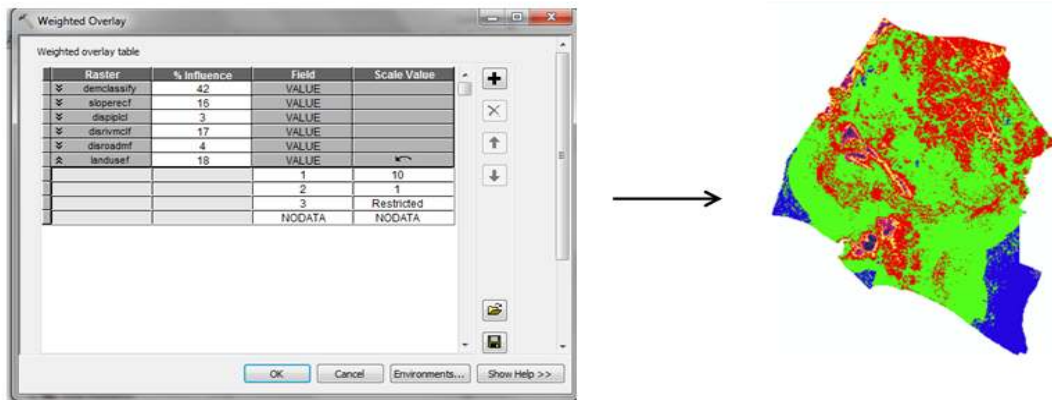 Weighted Overlay
Weighted overlay table
Raster % Influence Field Scale Value
demclassify 42 VALUE
sloperecf 16 VALUE
dispiplcl 3 VALUE
disrivmclf 17 VALUE
disroadmf 4 VALUE
landusef 18 VALUE
1 10
2 1
3 Restricted
NODATA NODATA
OK Cancel Environments... Show Help >>